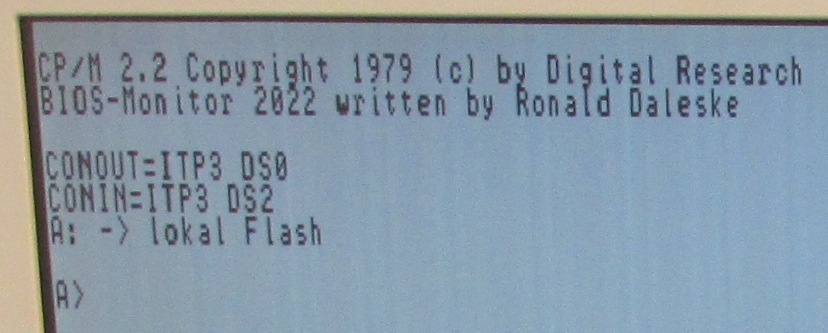 CP/M 2.2 Copyright 1979 (c) by Digital Research
BIOS-Monitor 2022 written by Ronald Daleske
CONOUT=ITP3 DS0
CONIN=ITP3 DS2
A: -> lokal Flash
A>